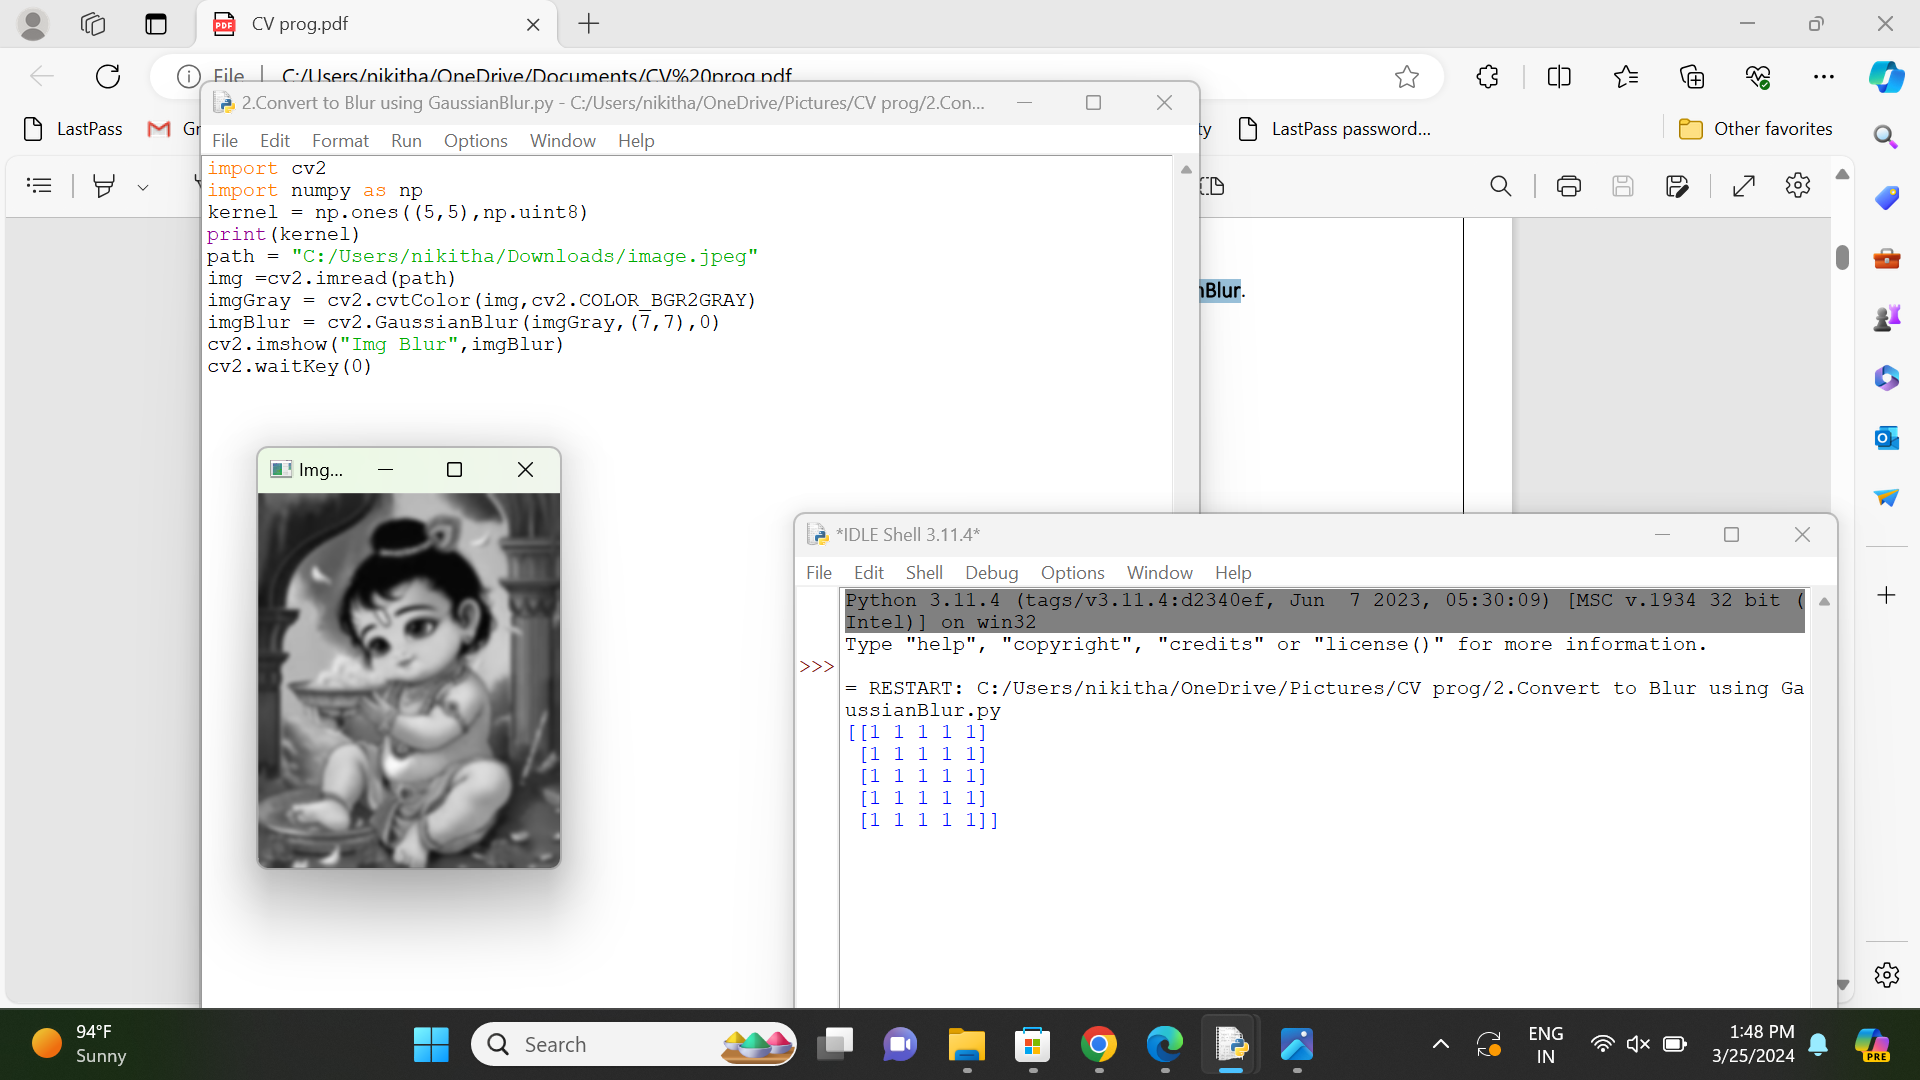 CV prog.pdf
File
C:/Users/nikitha/OneDrive/Documents/CV%20prog.pdf
LastPass
LastPass password...
Other favorites
2.Convert to Blur using GaussianBlur.py - C:/Users/nikitha/OneDrive/Pictures/CV prog/2.Con...
File Edit Format Run Options Window Help
import cv2
import numpy as np
kernel = np.ones((5,5),np.uint8)
print(kernel)
path = "C:/Users/nikitha/Downloads/image.jpeg"
img =cv2.imread(path)
imgGray = cv2.cvtColor(img,cv2.COLOR_BGR2GRAY)
imgBlur = cv2.GaussianBlur(imgGray,(7,7),0)
cv2.imshow("Img Blur",imgBlur)
cv2.waitKey(0)
Blur.
Img...
*IDLE Shell 3.11.4*
File Edit Shell Debug Options Window Help
Python 3.11.4 (tags/v3.11.4:d2340ef, Jun  7 2023, 05:30:09) [MSC v.1934 32 bit (
Intel)] on win32
Type "help", "copyright", "credits" or "license()" for more information.
>>>
= RESTART: C:/Users/nikitha/OneDrive/Pictures/CV prog/2.Convert to Blur using Ga
ussianBlur.py
[[1 1 1 1 1]
 [1 1 1 1 1]
 [1 1 1 1 1]
 [1 1 1 1 1]
 [1 1 1 1 1]]
94°F
Sunny
Search
ENG
IN
1:48 PM
3/25/2024
PRE